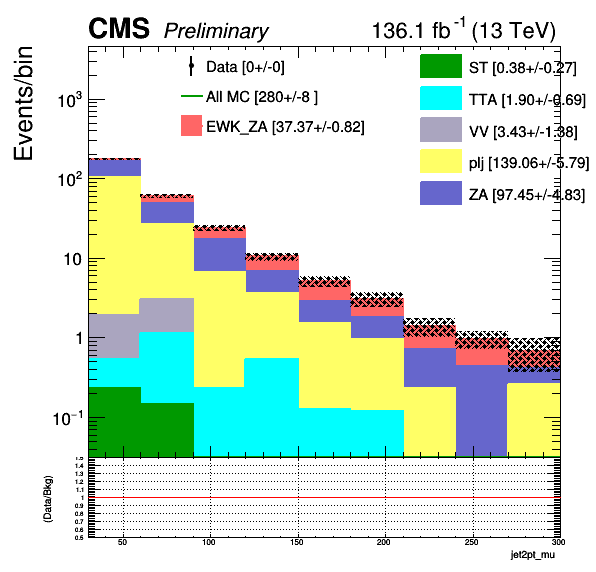 CMS Preliminary 136.1 fb⁻¹ (13 TeV)
Events/bin
Data [0+/-0]
All MC [280+/-8 ]
EWK_ZA [37.37+/-0.82]
ST [0.38+/-0.27]
TTA [1.90+/-0.69]
VV [3.43+/-1.38]
plj [139.06+/-5.79]
ZA [97.45+/-4.83]
10³
10²
10
1
10⁻¹
(Data/Bkg)
1.5
1.4
1.3
1.2
1.1
1
0.9
0.8
0.7
0.6
0.5
50 100 150 200 250 300
jet2pt_mu